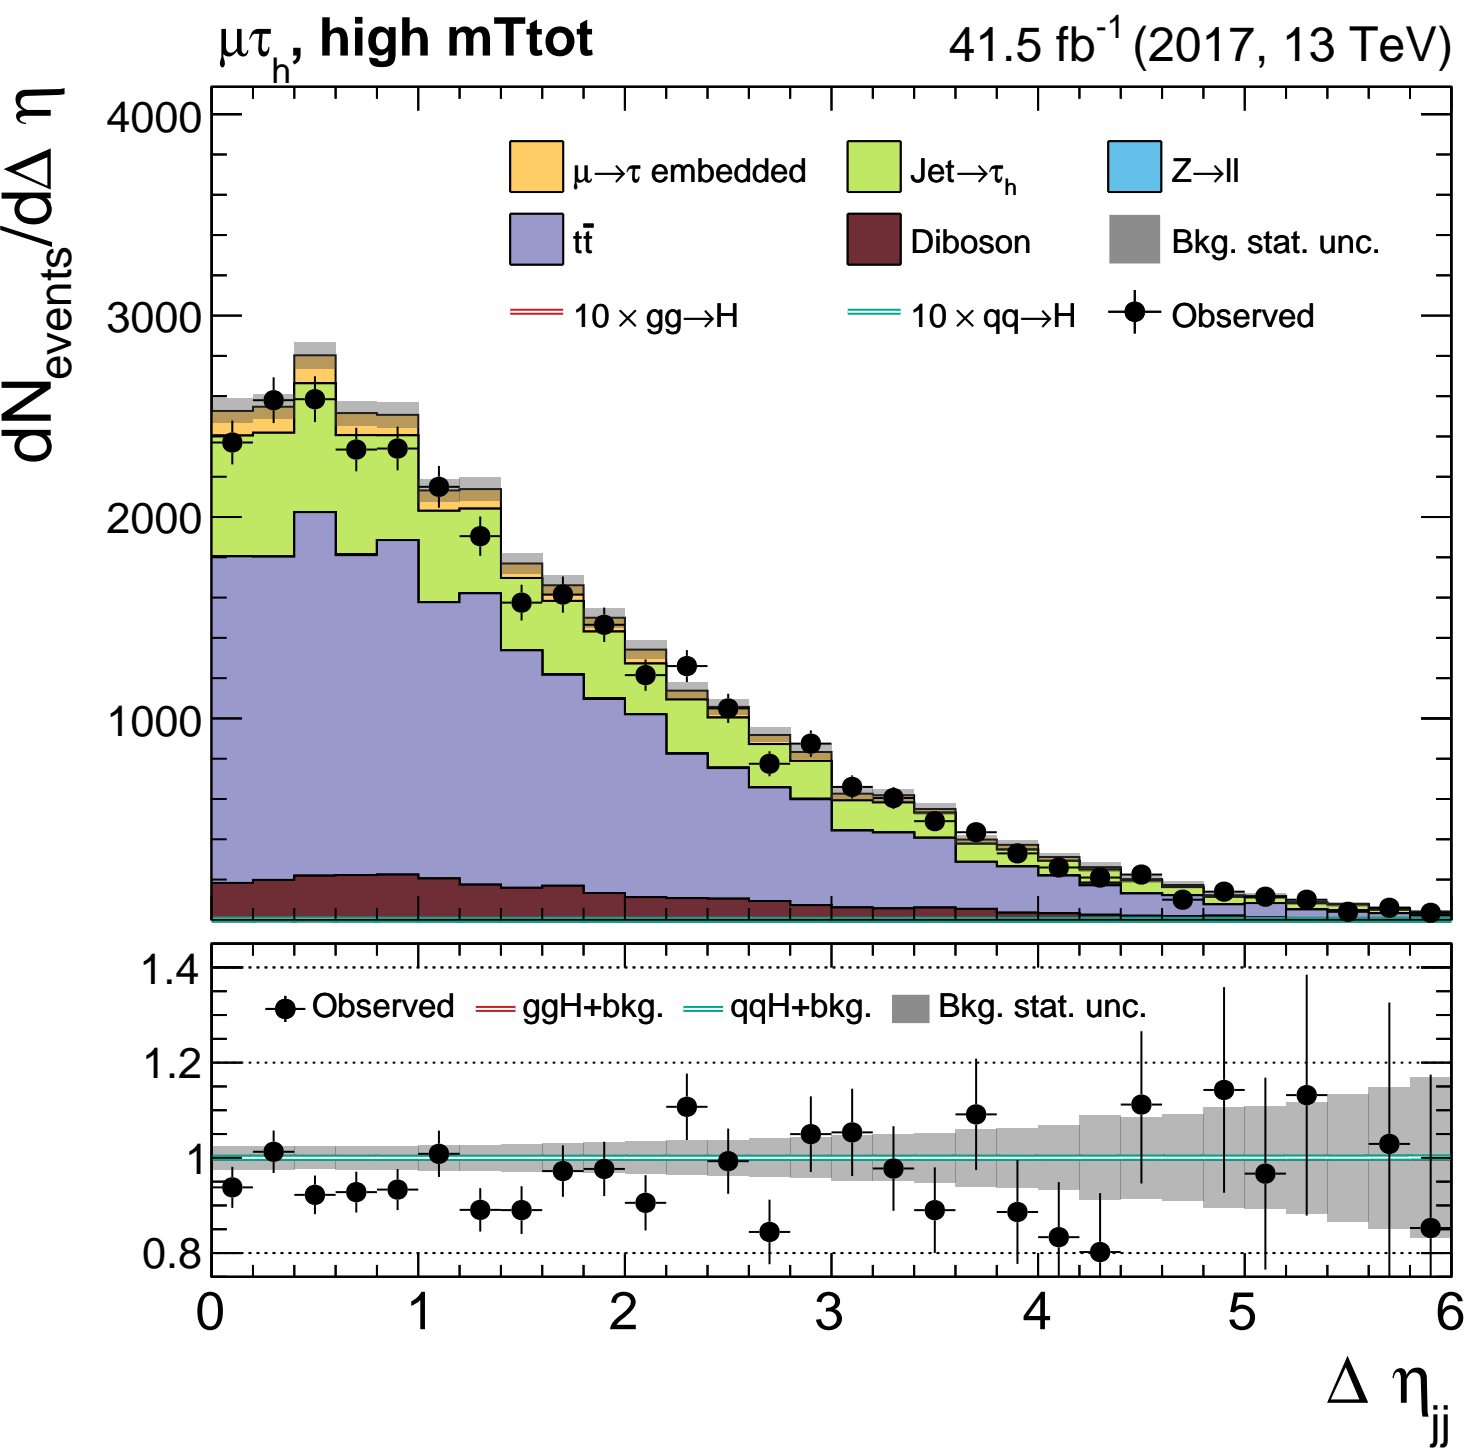 μτh, high mTtot 41.5 fb-1 (2017, 13 TeV)
dNevents/dΔ η
4000
3000
2000
1000
μ→τ embedded Jet→τh Z→ll
tt̄ Diboson Bkg. stat. unc.
10 × gg→H 10 × qq→H Observed
1.4
1.2
1
0.8
Observed ggH+bkg. qqH+bkg. Bkg. stat. unc.
0 1 2 3 4 5 6
Δ ηjj